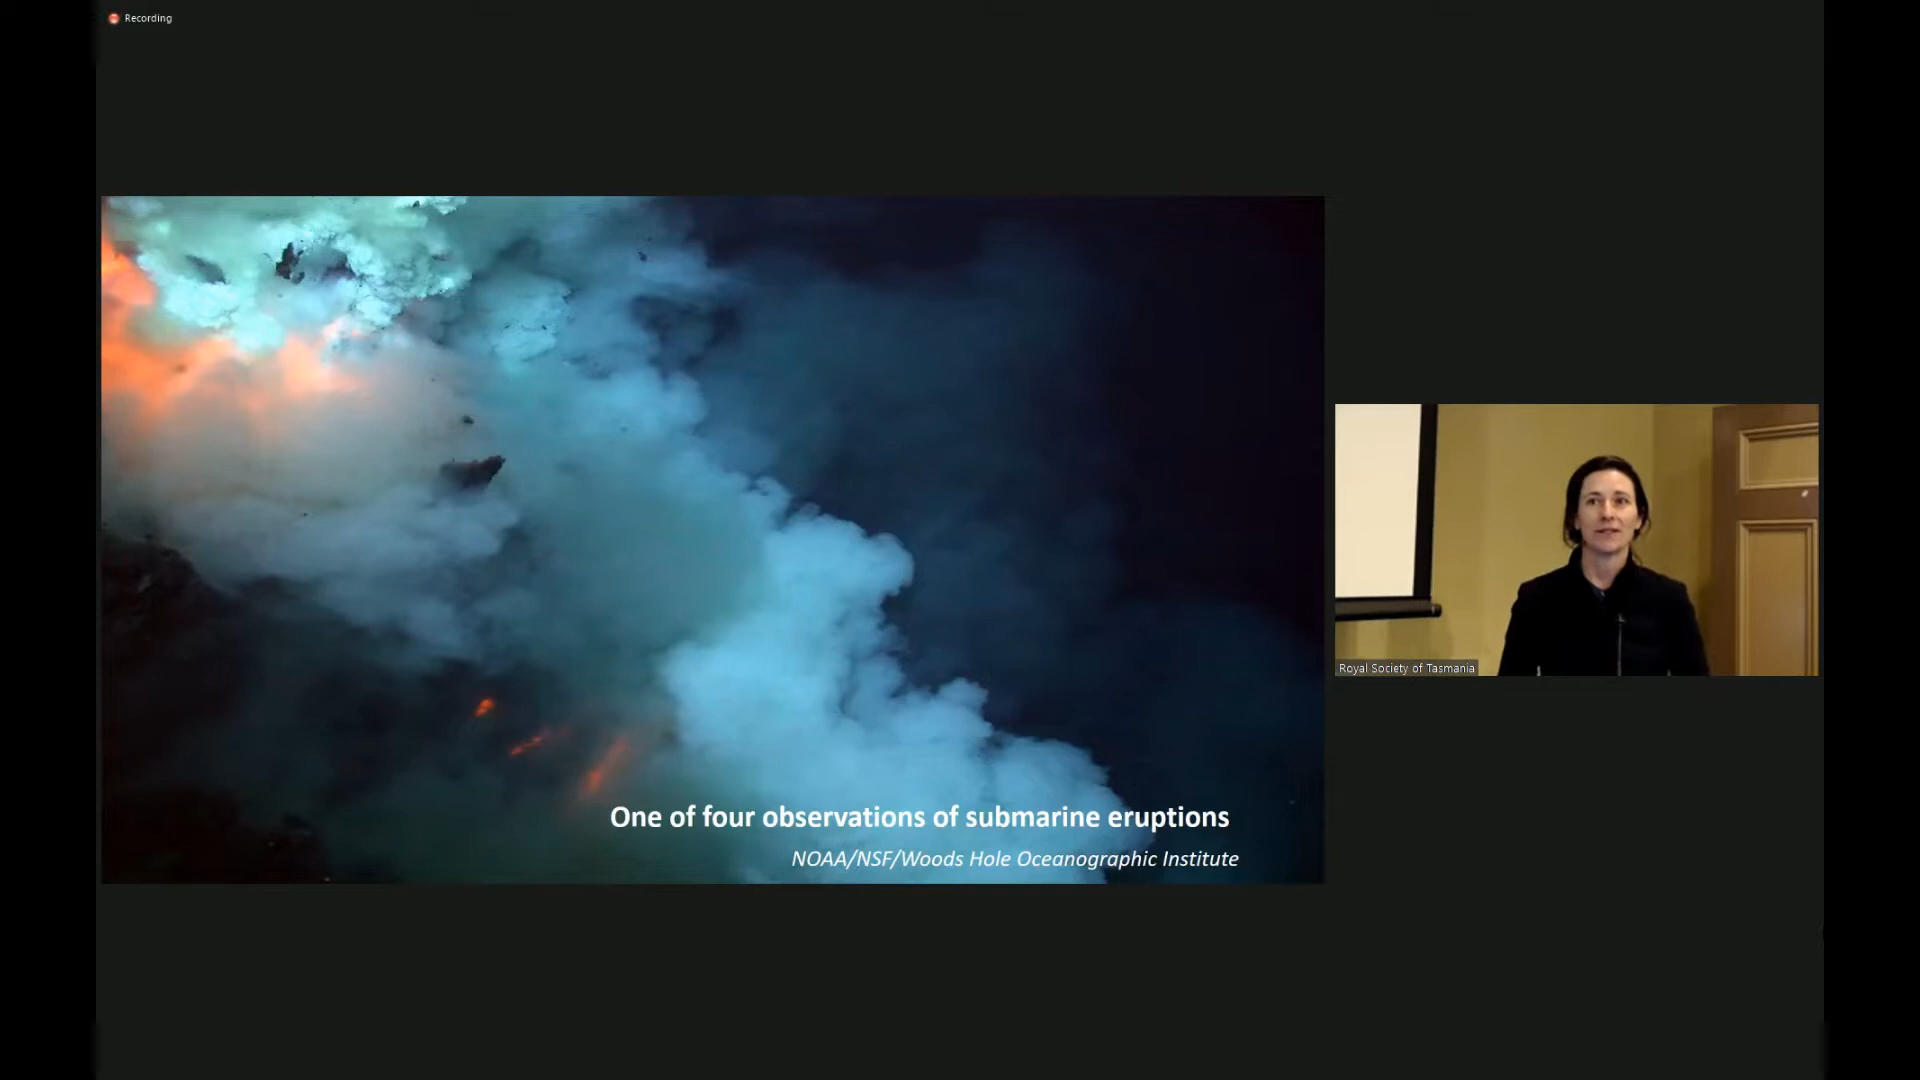 Recording
One of four observations of submarine eruptions
NOAA/NSF/Woods Hole Oceanographic Institute
Royal Society of Tasmania